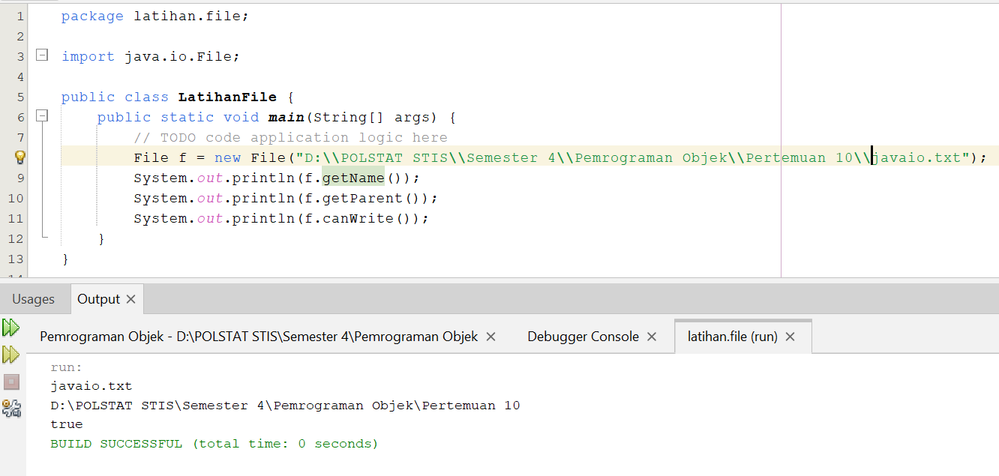 1 package latihan.file;
2
3 import java.io.File;
4
5 public class LatihanFile {
6 public static void main(String[] args) {
7 // TODO code application logic here
File f = new File("D:\\POLSTAT STIS\\Semester 4\\Pemrograman Objek\\Pertemuan 10\\javaio.txt");
9 System.out.println(f.getName());
10 System.out.println(f.getParent());
11 System.out.println(f.canWrite());
12 }
13 }
Usages Output
Pemrograman Objek - D:\POLSTAT STIS\Semester 4\Pemrograman Objek Debugger Console latihan.file (run)
run:
javaio.txt
D:\POLSTAT STIS\Semester 4\Pemrograman Objek\Pertemuan 10
true
BUILD SUCCESSFUL (total time: 0 seconds)